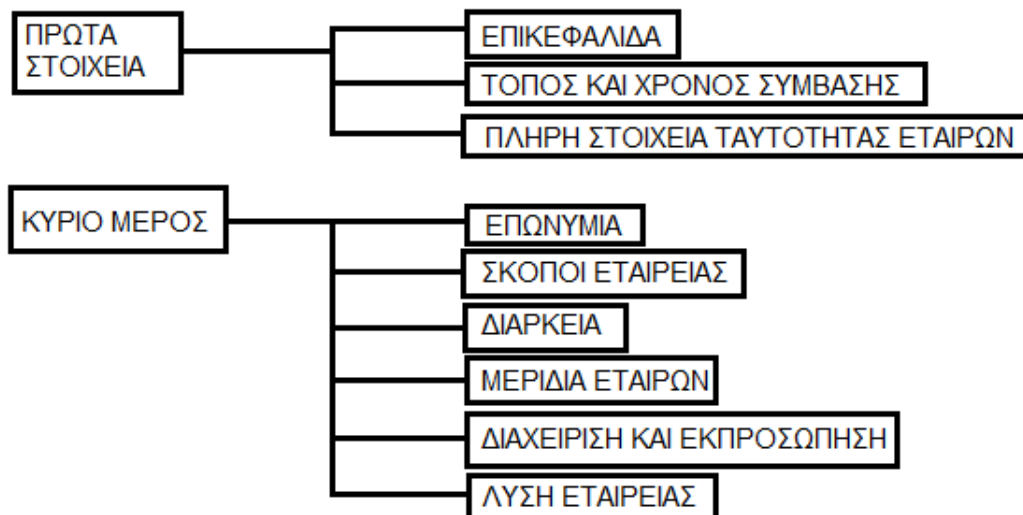 ΠΡΩΤΑ
ΣΤΟΙΧΕΙΑ
ΕΠΙΚΕΦΑΛΙΔΑ
ΤΟΠΟΣ ΚΑΙ ΧΡΟΝΟΣ ΣΥΜΒΑΣΗΣ
ΠΛΗΡΗ ΣΤΟΙΧΕΙΑ ΤΑΥΤΟΤΗΤΑΣ ΕΤΑΙΡΩΝ
ΚΥΡΙΟ ΜΕΡΟΣ
ΕΠΩΝΥΜΙΑ
ΣΚΟΠΟΙ ΕΤΑΙΡΕΙΑΣ
ΔΙΑΡΚΕΙΑ
ΜΕΡΙΔΙΑ ΕΤΑΙΡΩΝ
ΔΙΑΧΕΙΡΙΣΗ ΚΑΙ ΕΚΠΡΟΣΩΠΗΣΗ
ΛΥΣΗ ΕΤΑΙΡΕΙΑΣ